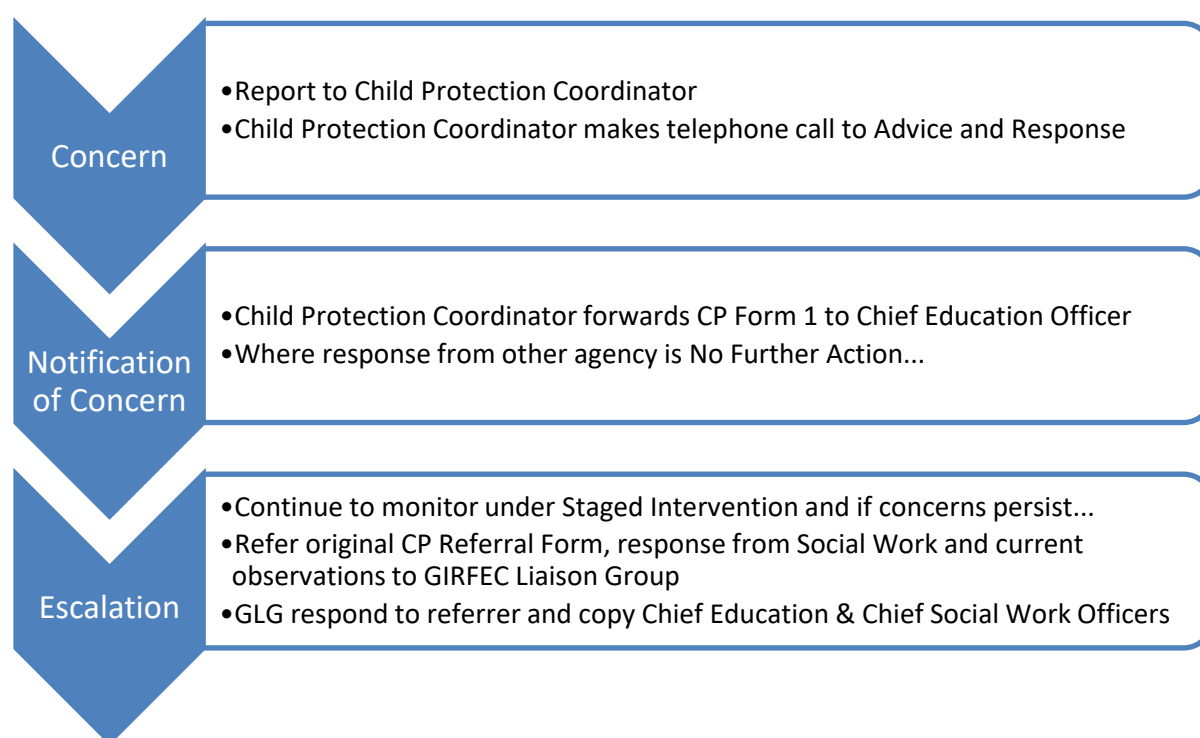 Concern
•Report to Child Protection Coordinator
•Child Protection Coordinator makes telephone call to Advice and Response
Notification
of Concern
•Child Protection Coordinator forwards CP Form 1 to Chief Education Officer
•Where response from other agency is No Further Action...
Escalation
•Continue to monitor under Staged Intervention and if concerns persist...
•Refer original CP Referral Form, response from Social Work and current
observations to GIRFEC Liaison Group
•GLG respond to referrer and copy Chief Education & Chief Social Work Officers